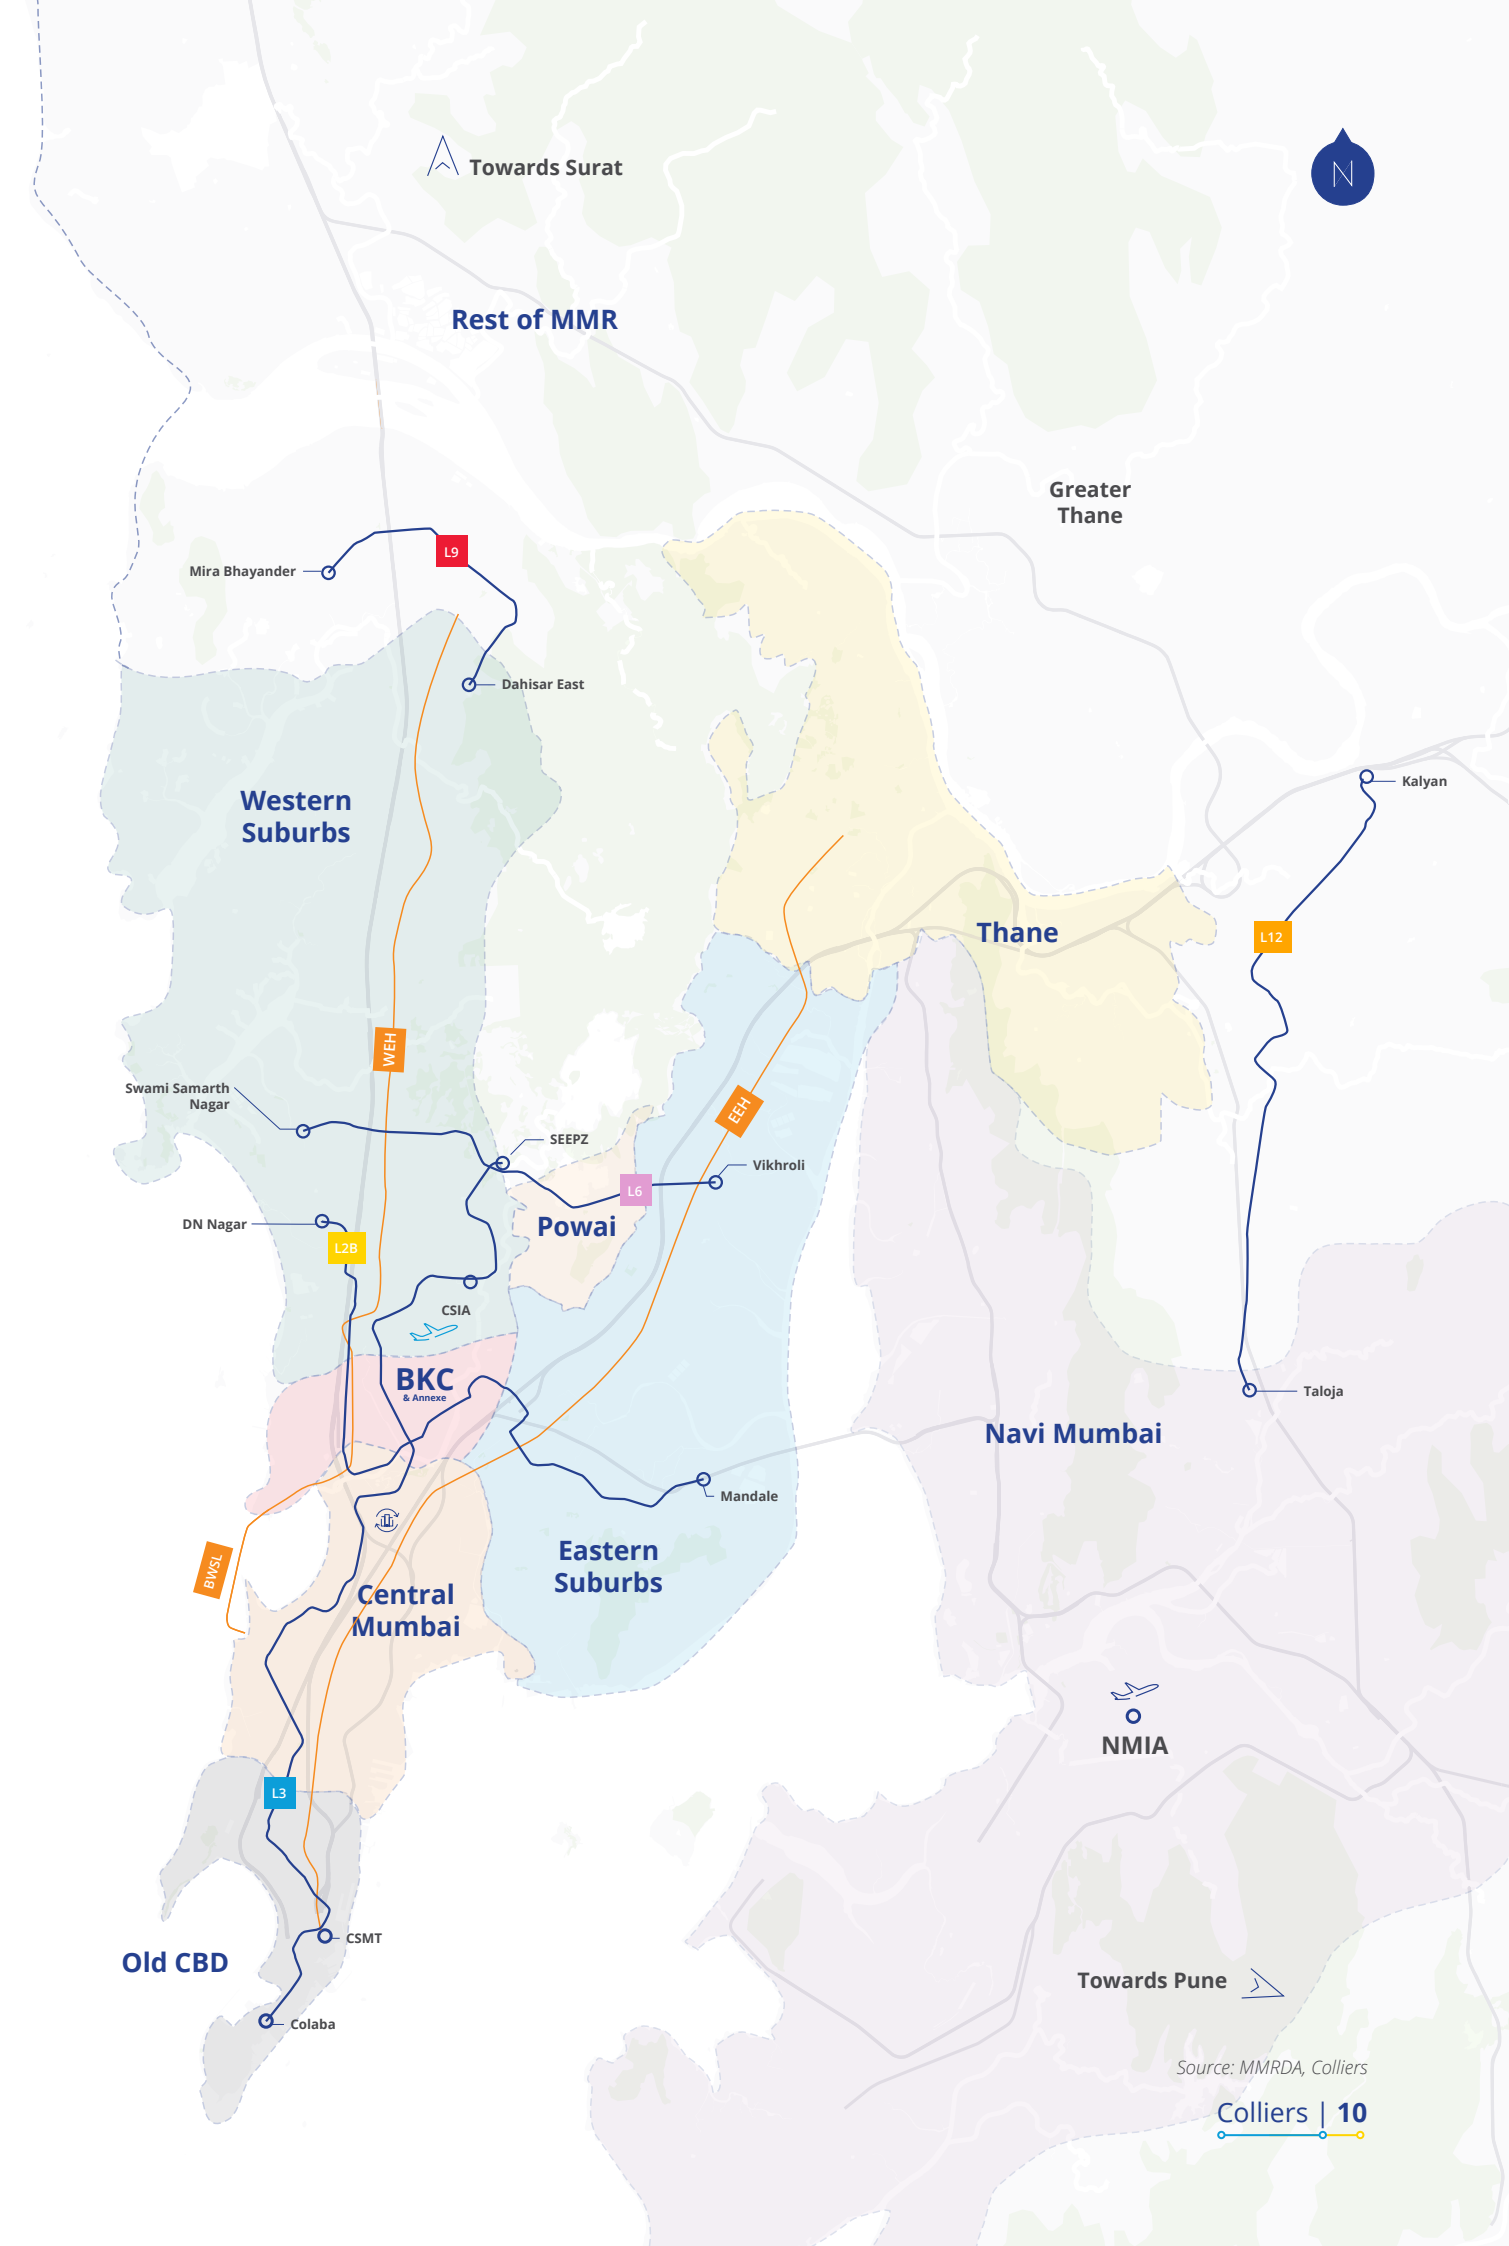 Towards Surat
N
Rest of MMR
Greater
Thane
L9
Mira Bhayander
Dahisar East
Western
Suburbs
Kalyan
Thane
L12
WEH
Swami Samarth
Nagar
EEH
SEEPZ
Vikhroli
L6
DN Nagar
Powai
L2B
CSIA
BKC
& Annexe
Taloja
Navi Mumbai
Mandale
BWSL
Eastern
Suburbs
Central
Mumbai
NMIA
L3
CSMT
Old CBD
Towards Pune
Colaba
Source: MMRDA, Colliers
Colliers | 10